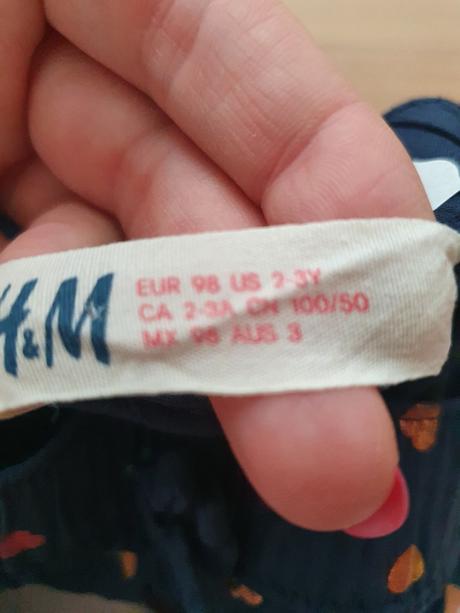 H&M
EUR 98 US 2-3Y
CA 2-3A CN 100/50
MX 98 AUS 3